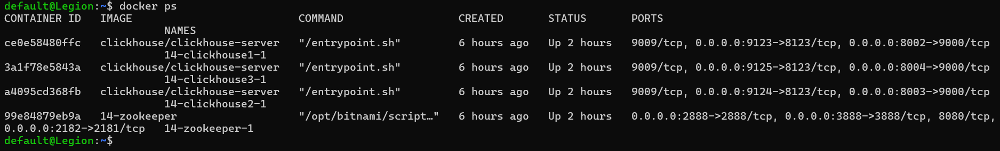 default@Legion:~$ docker ps
CONTAINER ID   IMAGE                          COMMAND                  CREATED       STATUS       PORTS
                         NAMES
ce0e58480ffc   clickhouse/clickhouse-server   "/entrypoint.sh"         6 hours ago   Up 2 hours   9009/tcp, 0.0.0.0:9123->8123/tcp, 0.0.0.0:8002->9000/tcp
                         14-clickhouse1-1
3a1f78e5843a   clickhouse/clickhouse-server   "/entrypoint.sh"         6 hours ago   Up 2 hours   9009/tcp, 0.0.0.0:9125->8123/tcp, 0.0.0.0:8004->9000/tcp
                         14-clickhouse3-1
a4095cd368fb   clickhouse/clickhouse-server   "/entrypoint.sh"         6 hours ago   Up 2 hours   9009/tcp, 0.0.0.0:9124->8123/tcp, 0.0.0.0:8003->9000/tcp
                         14-clickhouse2-1
99e84879eb9a   14-zookeeper                   "/opt/bitnami/script…"   6 hours ago   Up 2 hours   0.0.0.0:2888->2888/tcp, 0.0.0.0:3888->3888/tcp, 8080/tcp,
0.0.0.0:2182->2181/tcp   14-zookeeper-1
default@Legion:~$